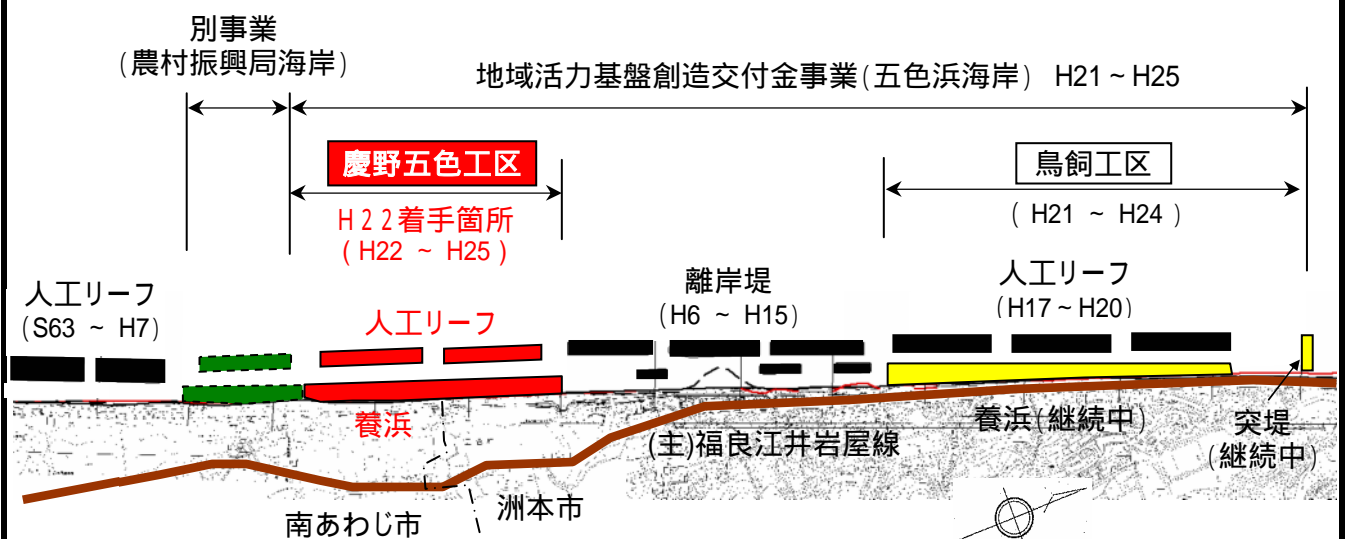 別事業
(農村振興局海岸)
地域活力基盤創造交付金事業(五色浜海岸) H21~H25
慶野五色工区
H22着手箇所
(H22 ~ H25)
鳥飼工区
(H21 ~ H24)
人工リーフ
(S63 ~ H7)
人工リーフ
離岸堤
(H6 ~ H15)
人工リーフ
(H17~H20)
養浜
(主)福良江井岩屋線
養浜(継続中)
突堤
(継続中)
南あわじ市
洲本市